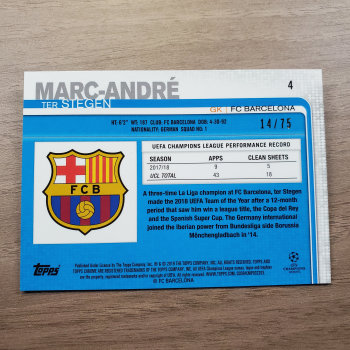 MARC-ANDRÉ
TER STEGEN
4
GK | FC BARCELONA
HT: 6'2" WT: 187 CLUB: FC BARCELONA DOB: 4-30-92
NATIONALITY: GERMAN SQUAD NO. 1
14/75
UEFA CHAMPIONS LEAGUE PERFORMANCE RECORD
SEASON APPS CLEAN SHEETS
2017/18 9 5
UCL TOTAL 43 18
FCB
A three-time La Liga champion at FC Barcelona, ter Stegen
made the 2018 UEFA Team of the Year after a 12-month
period that saw him win a league title, the Copa del Rey
and the Spanish Super Cup. The Germany international
joined the Iberian power from Bundesliga side Borussia
Mönchengladbach in '14.
Topps
© FC BARCELONA
CHAMPIONS
LEAGUE